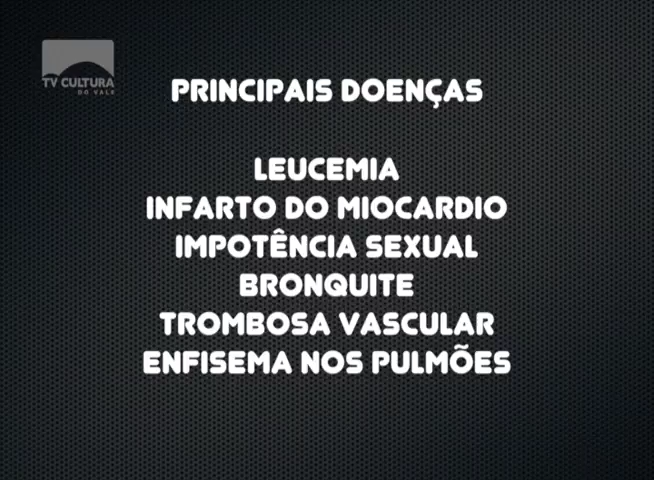 TV CULTURA
DO VALE
PRINCIPAIS DOENÇAS
LEUCEMIA
INFARTO DO MIOCARDIO
IMPOTÊNCIA SEXUAL
BRONQUITE
TROMBOSA VASCULAR
ENFISEMA NOS PULMÕES